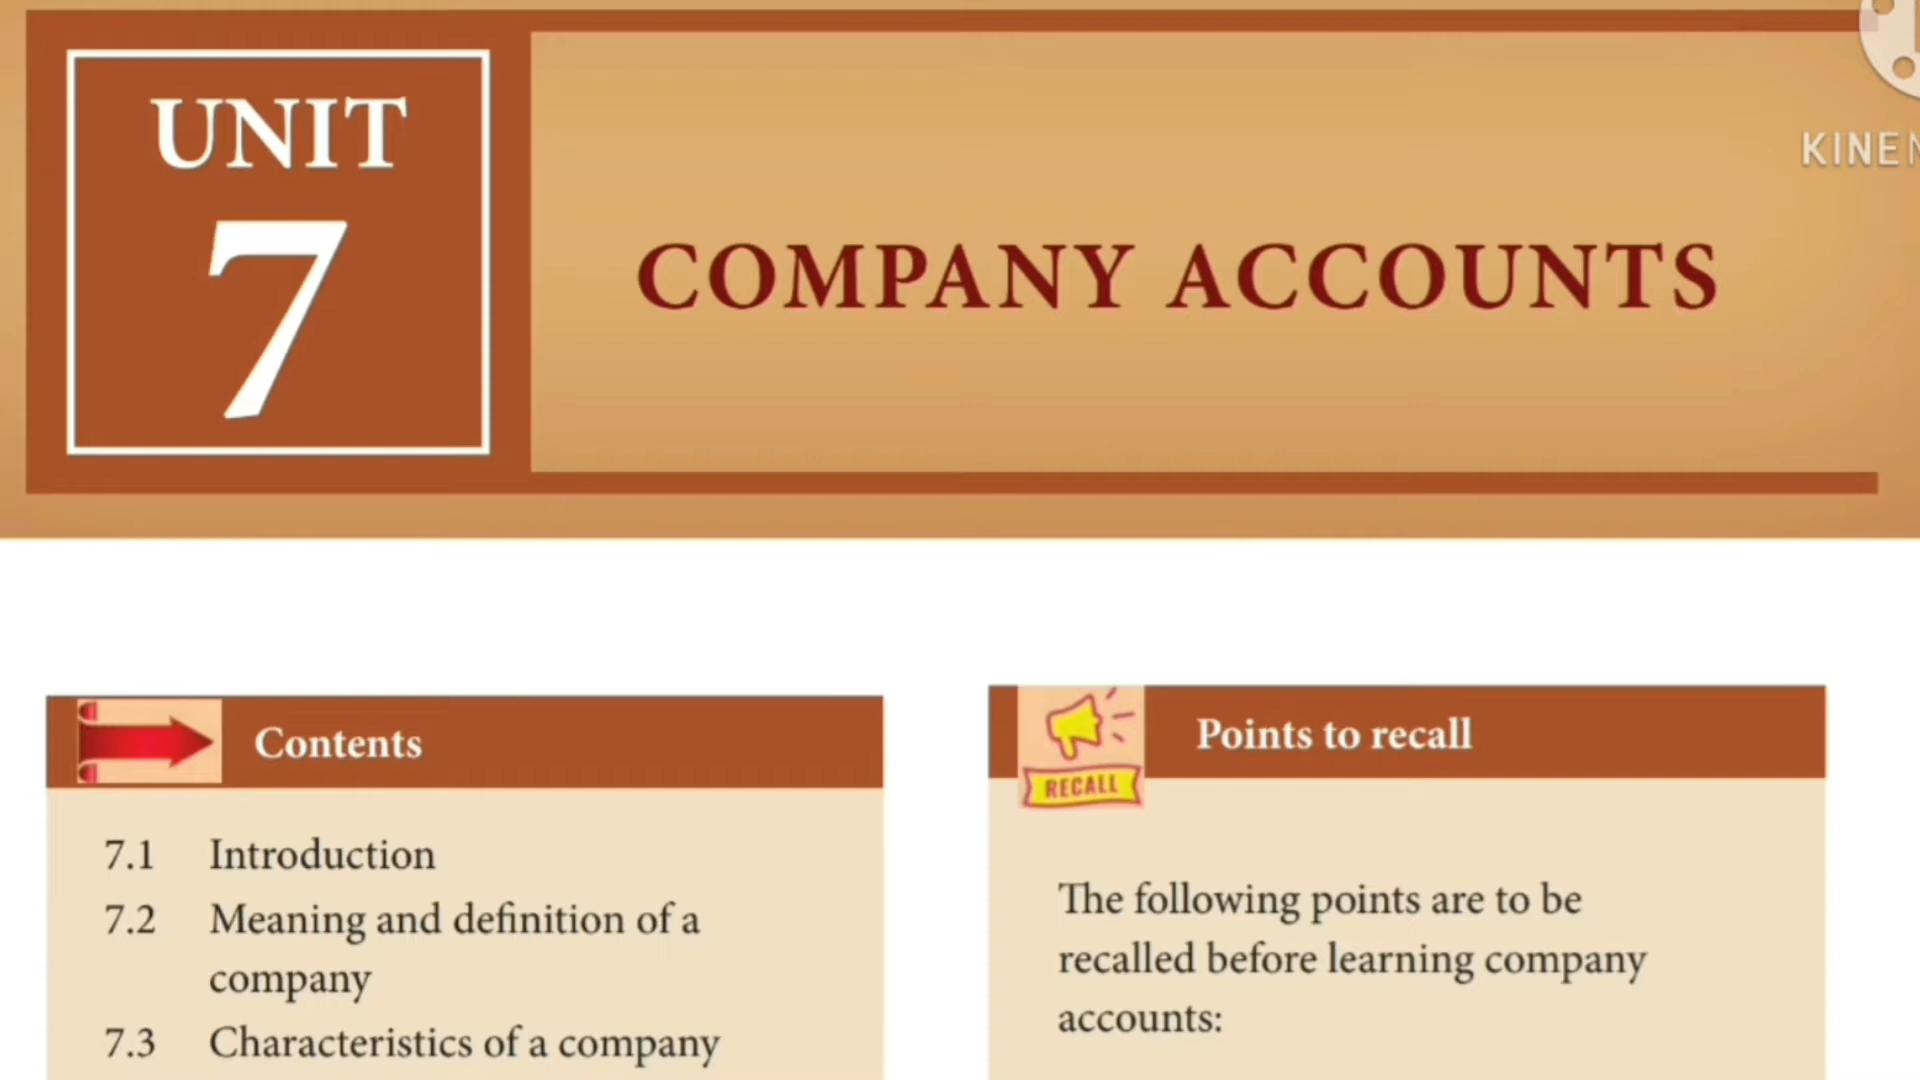 UNIT
7
COMPANY ACCOUNTS
Contents
7.1 Introduction
7.2 Meaning and definition of a
company
7.3 Characteristics of a company
RECALL
Points to recall
The following points are to be
recalled before learning company
accounts: